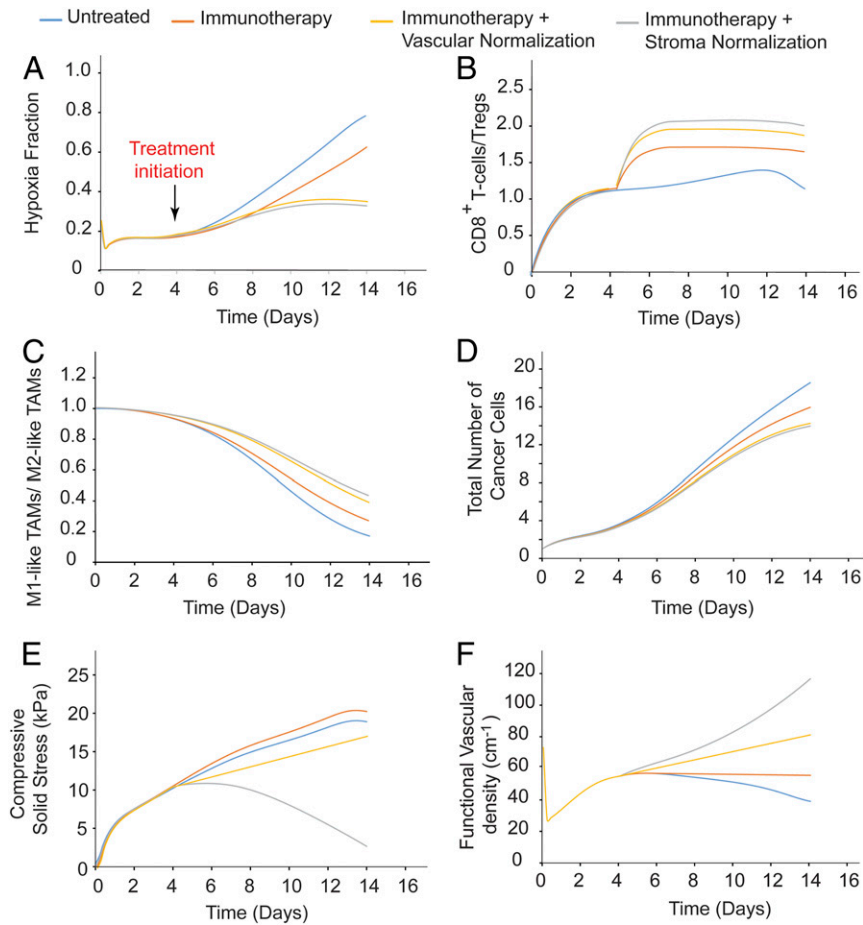 Untreated
Immunotherapy
Immunotherapy +
Vascular Normalization
Immunotherapy +
Stroma Normalization
A
Hypoxia Fraction
1.0
0.8
0.6
0.4
0.2
0
Treatment
initiation
0 2 4 6 8 10 12 14 16
Time (Days)
B
CD8+ T-cells/Tregs
2.5
2.0
1.5
1.0
0.5
0
0 2 4 6 8 10 12 14 16
Time (Days)
C
M1-like TAMs/ M2-like TAMs
1.2
1.0
0.8
0.6
0.4
0.2
0
0 2 4 6 8 10 12 14 16
Time (Days)
D
Total Number of
Cancer Cells
20
16
12
8
4
0
0 2 4 6 8 10 12 14 16
Time (Days)
E
Compressive
Solid Stress (kPa)
25
20
15
10
5
0
0 2 4 6 8 10 12 14 16
Time (Days)
F
Functional Vascular
density (cm-1)
120
100
80
60
40
20
0
0 2 4 6 8 10 12 14 16
Time (Days)